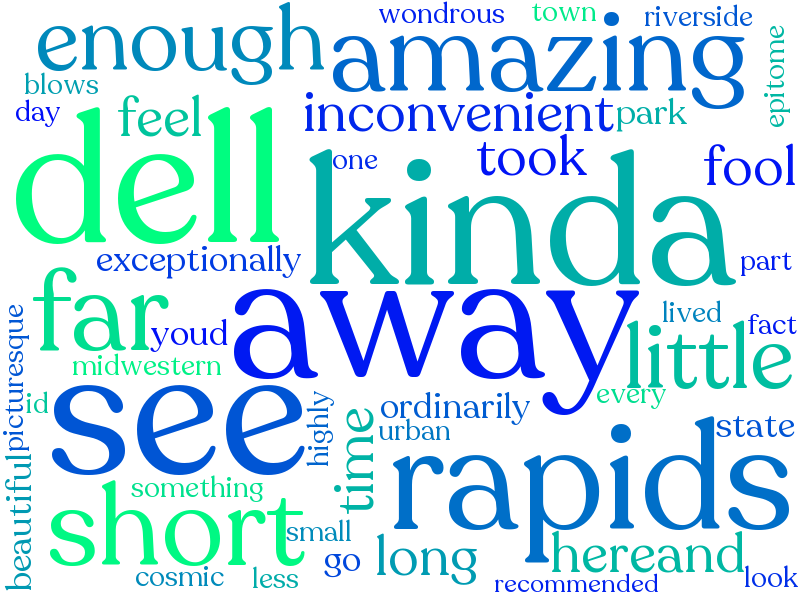 wondrous town riverside
enough amazing epitome
blows
day feel inconvenient park
dell one took fool
kinda
exceptionally part
far away lived
youd little fact
midwestern
picturesque every
id see highly ordinarily state
time urban
rapids
beautiful something
short small hereand
go long
cosmic less recommended look